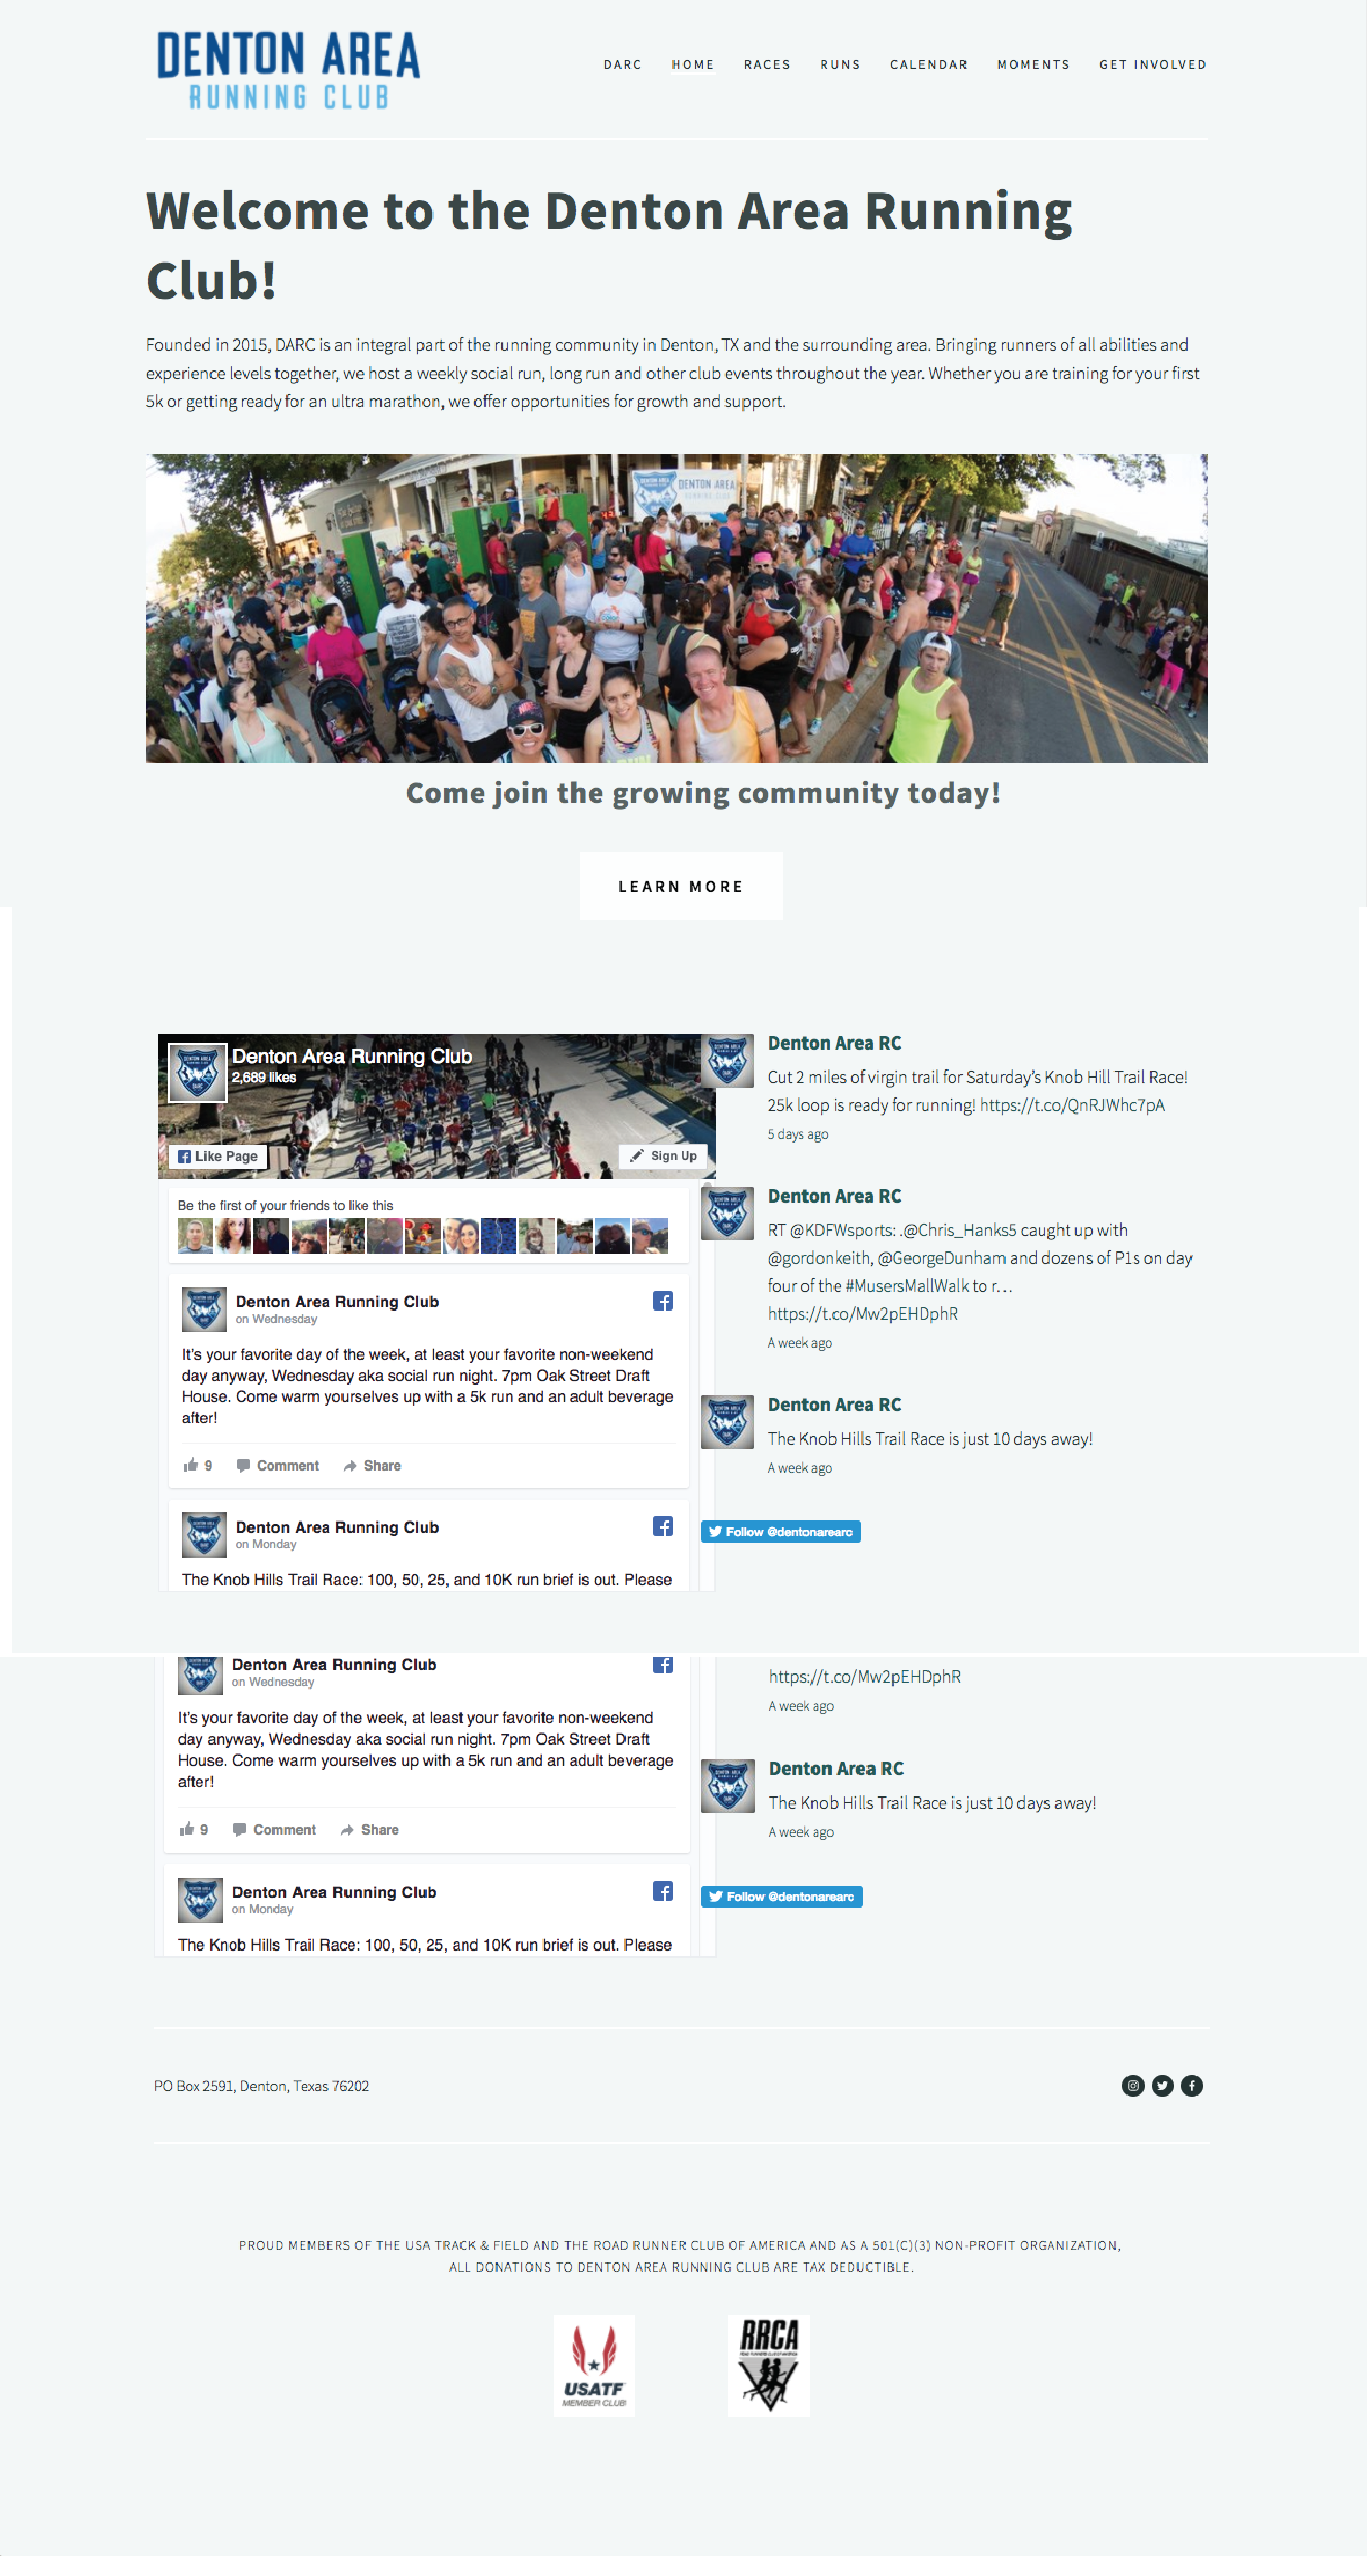 DENTON AREA
RUNNING CLUB
DARC HOME RACES RUNS CALENDAR MOMENTS GET INVOLVED
Welcome to the Denton Area Running
Club!
Founded in 2015, DARC is an integral part of the running community in Denton, TX and the surrounding area. Bringing runners of all abilities and
experience levels together, we host a weekly social run, long run and other club events throughout the year. Whether you are training for your first
5k or getting ready for an ultra marathon, we offer opportunities for growth and support.
DENTON AREA
RUNNING CLUB
Come join the growing community today!
LEARN MORE
Denton Area Running Club
2,689 likes
Like Page
Sign Up
Be the first of your friends to like this
Denton Area Running Club
on Wednesday
It's your favorite day of the week, at least your favorite non-weekend
day anyway, Wednesday aka social run night. 7pm Oak Street Draft
House. Come warm yourselves up with a 5k run and an adult beverage
after!
9 Comment Share
Denton Area Running Club
on Monday
The Knob Hills Trail Race: 100, 50, 25, and 10K run brief is out. Please
Denton Area RC
Cut 2 miles of virgin trail for Saturday's Knob Hill Trail Race!
25k loop is ready for running! https://t.co/QnRJWhc7pA
5 days ago
Denton Area RC
RT @KDFWsports: .@Chris_Hanks5 caught up with
@gordonkeith, @GeorgeDunham and dozens of P1s on day
four of the #MusersMallWalk to r…
https://t.co/Mw2pEHDphR
A week ago
Denton Area RC
The Knob Hills Trail Race is just 10 days away!
A week ago
Follow @dentonarearc
Denton Area Running Club
on Wednesday
It's your favorite day of the week, at least your favorite non-weekend
day anyway, Wednesday aka social run night. 7pm Oak Street Draft
House. Come warm yourselves up with a 5k run and an adult beverage
after!
9 Comment Share
Denton Area Running Club
on Monday
The Knob Hills Trail Race: 100, 50, 25, and 10K run brief is out. Please
https://t.co/Mw2pEHDphR
A week ago
Denton Area RC
The Knob Hills Trail Race is just 10 days away!
A week ago
Follow @dentonarearc
PO Box 2591, Denton, Texas 76202
PROUD MEMBERS OF THE USA TRACK & FIELD AND THE ROAD RUNNER CLUB OF AMERICA AND AS A 501(C)(3) NON-PROFIT ORGANIZATION,
ALL DONATIONS TO DENTON AREA RUNNING CLUB ARE TAX DEDUCTIBLE.
USATF
MEMBER CLUB
RRCA